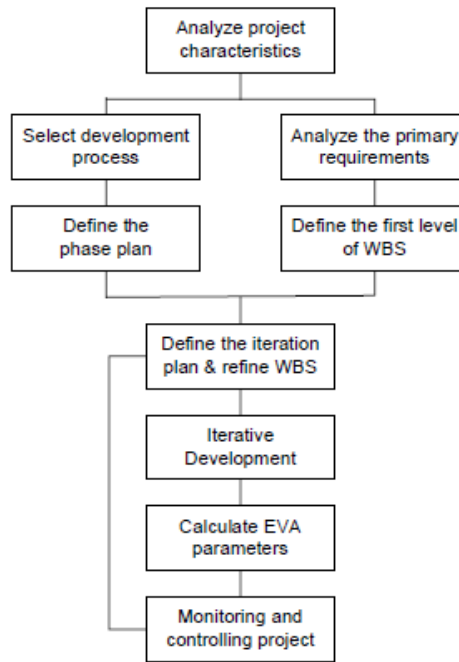 Analyze project
characteristics
Select development
process
Analyze the primary
requirements
Define the
phase plan
Define the first level
of WBS
Define the iteration
plan & refine WBS
Iterative
Development
Calculate EVA
parameters
Monitoring and
controlling project